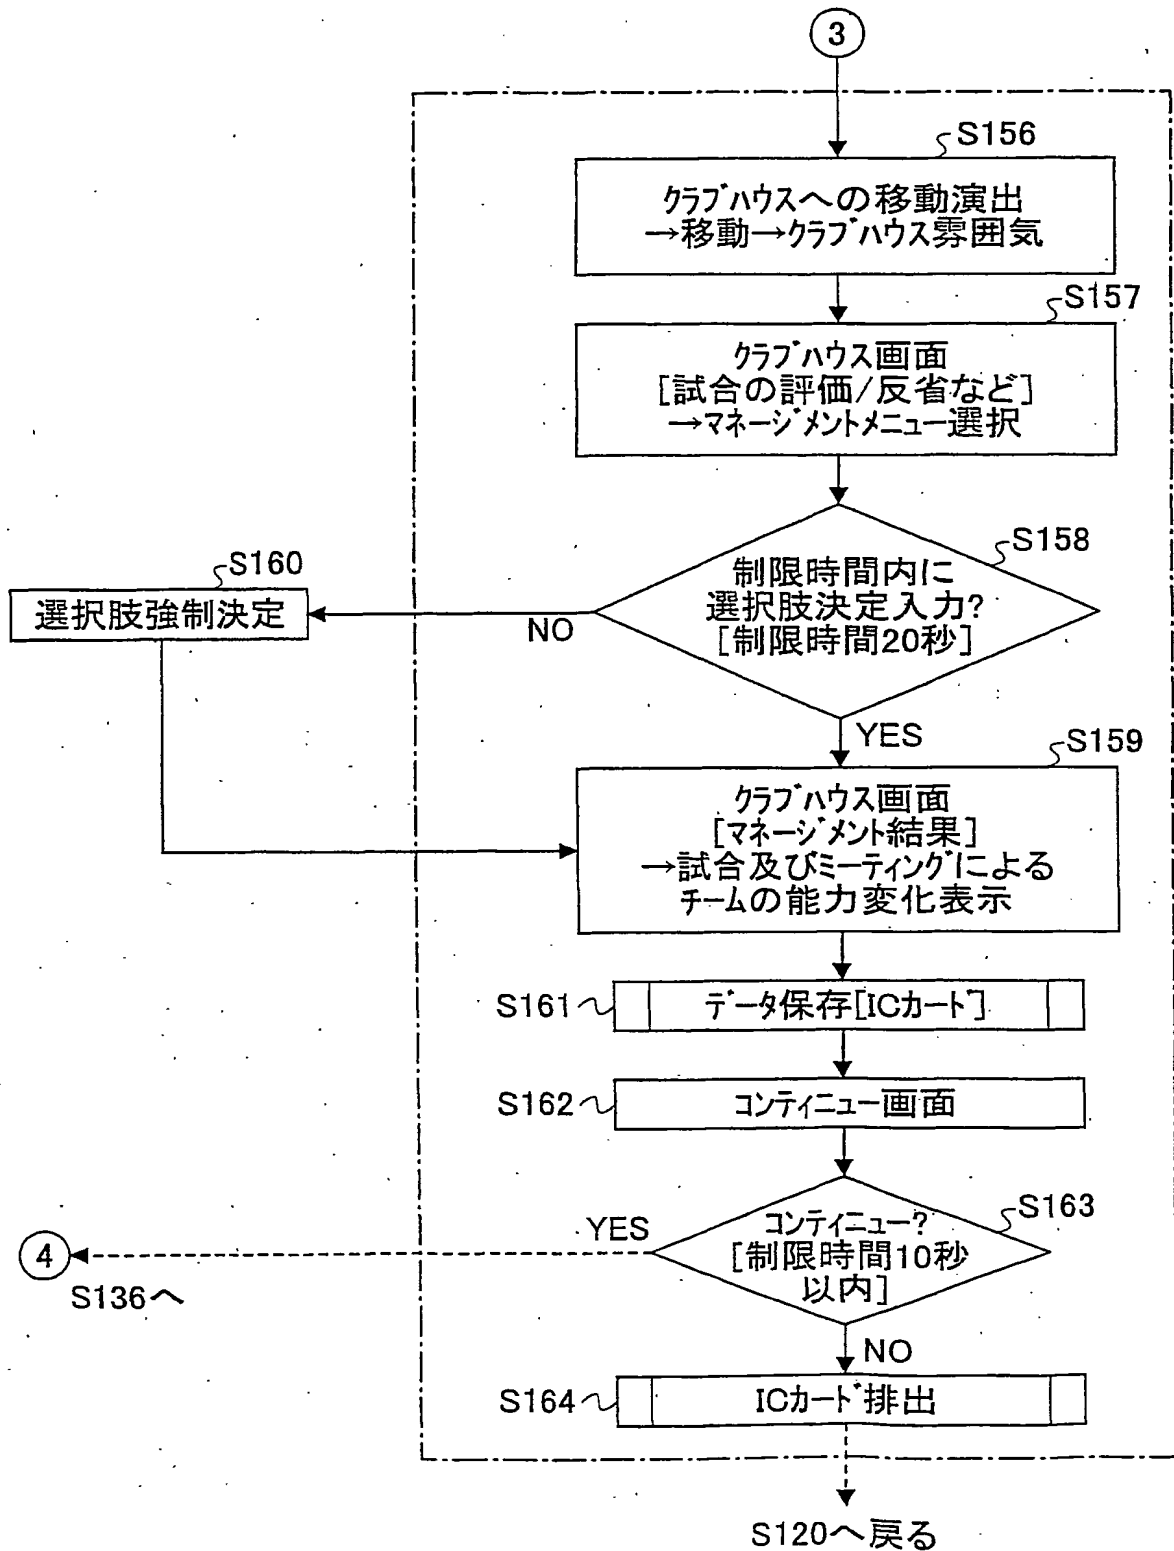 3
S156
クラブハウスへの移動演出
→移動→クラブハウス雰囲気
S157
クラブハウス画面
[試合の評価/反省など]
→マネージメントメニュー選択
S158
制限時間内に
選択肢決定入力?
[制限時間20秒]
NO
S160
選択肢強制決定
YES
S159
クラブハウス画面
[マネージメント結果]
→試合及びミーティングによる
チームの能力変化表示
S161
データ保存[ICカード]
S162
コンティニュー画面
S163
コンティニュー?
[制限時間10秒
以内]
YES
4
S136へ
NO
S164
ICカード排出
S120へ戻る